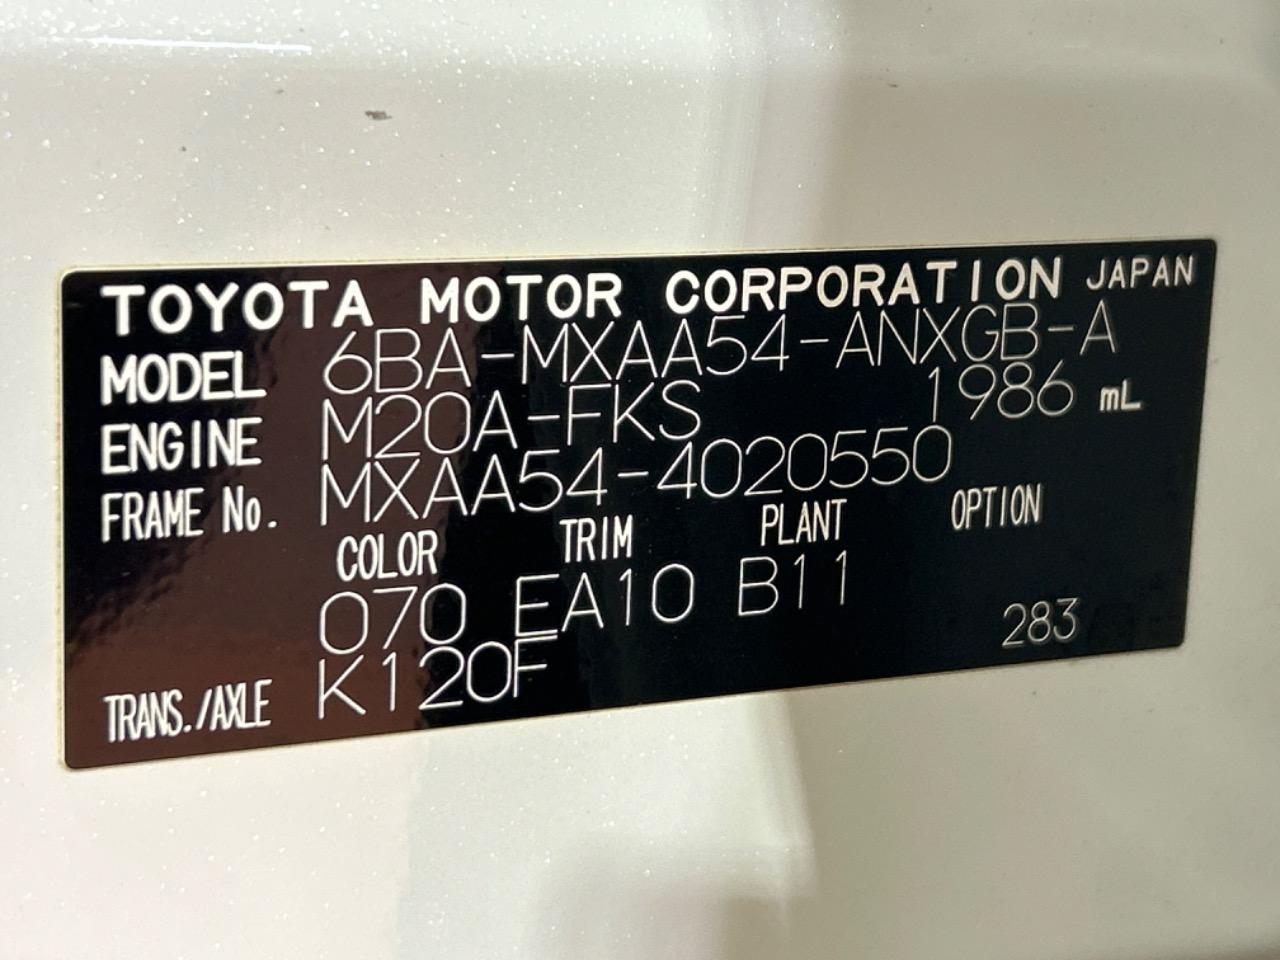 TOYOTA MOTOR CORPORATION JAPAN
MODEL 6BA-MXAA54-ANXGB-A
ENGINE M20A-FKS 1986 mL
FRAME No. MXAA54-4020550
COLOR TRIM PLANT OPTION
070 EA10 B11
TRANS./AXLE K120F 283